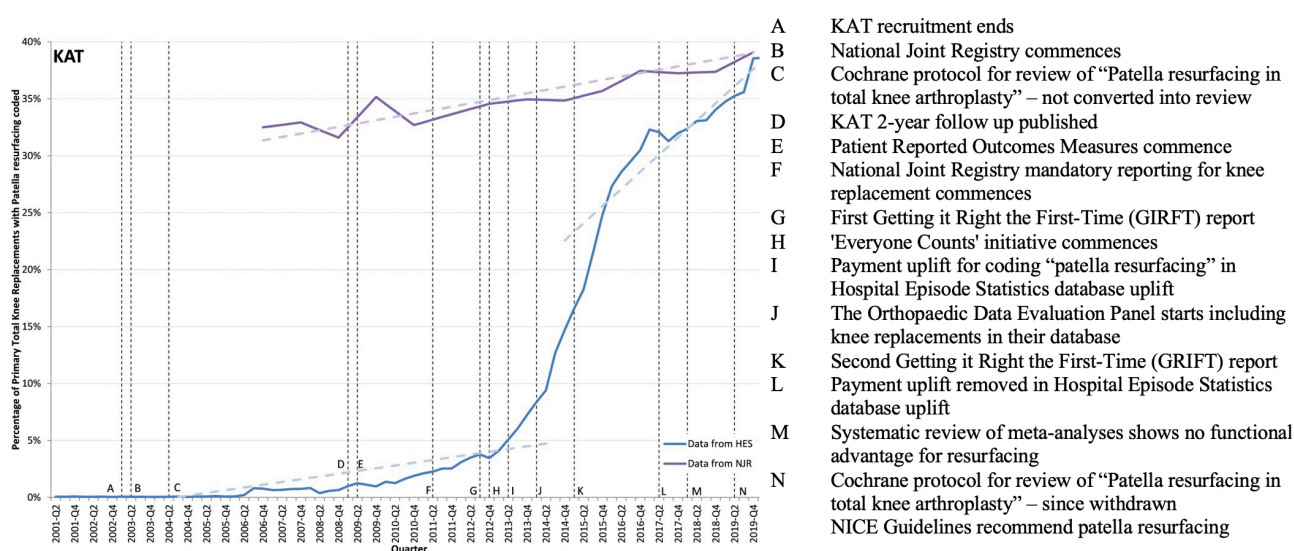 KAT
40%
35%
30%
25%
20%
15%
10%
5%
0%
Percentage of Primary Total Knee Replacements with Patella resurfacing coded
A
B
C
D
E
F
G
H
I
J
K
L
M
N
Data from HES
Data from NJR
2001-Q2
2001-Q4
2002-Q2
2002-Q4
2003-Q2
2003-Q4
2004-Q2
2004-Q4
2005-Q2
2005-Q4
2006-Q2
2006-Q4
2007-Q2
2007-Q4
2008-Q2
2008-Q4
2009-Q2
2009-Q4
2010-Q2
2010-Q4
2011-Q2
2011-Q4
2012-Q2
2012-Q4
2013-Q2
2013-Q4
2014-Q2
2014-Q4
2015-Q2
2015-Q4
2016-Q2
2016-Q4
2017-Q2
2017-Q4
2018-Q2
2018-Q4
2019-Q2
2019-Q4
Quarter
A KAT recruitment ends
B National Joint Registry commences
C Cochrane protocol for review of “Patella resurfacing in
total knee arthroplasty” – not converted into review
D KAT 2-year follow up published
E Patient Reported Outcomes Measures commence
F National Joint Registry mandatory reporting for knee
replacement commences
G First Getting it Right the First-Time (GIRFT) report
H 'Everyone Counts' initiative commences
I Payment uplift for coding “patella resurfacing” in
Hospital Episode Statistics database uplift
J The Orthopaedic Data Evaluation Panel starts including
knee replacements in their database
K Second Getting it Right the First-Time (GRIFT) report
L Payment uplift removed in Hospital Episode Statistics
database uplift
M Systematic review of meta-analyses shows no functional
advantage for resurfacing
N Cochrane protocol for review of “Patella resurfacing in
total knee arthroplasty” – since withdrawn
NICE Guidelines recommend patella resurfacing